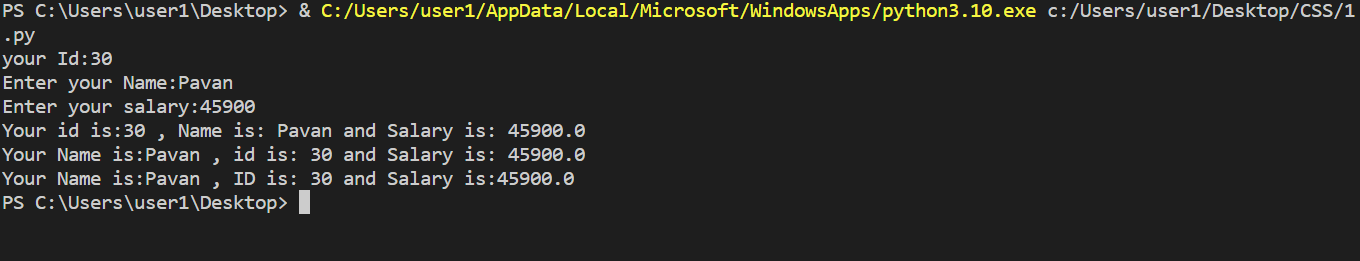 PS C:\Users\user1\Desktop> & C:/Users/user1/AppData/Local/Microsoft/WindowsApps/python3.10.exe c:/Users/user1/Desktop/CSS/1
.py
your Id:30
Enter your Name:Pavan
Enter your salary:45900
Your id is:30 , Name is: Pavan and Salary is: 45900.0
Your Name is:Pavan , id is: 30 and Salary is: 45900.0
Your Name is:Pavan , ID is: 30 and Salary is:45900.0
PS C:\Users\user1\Desktop>